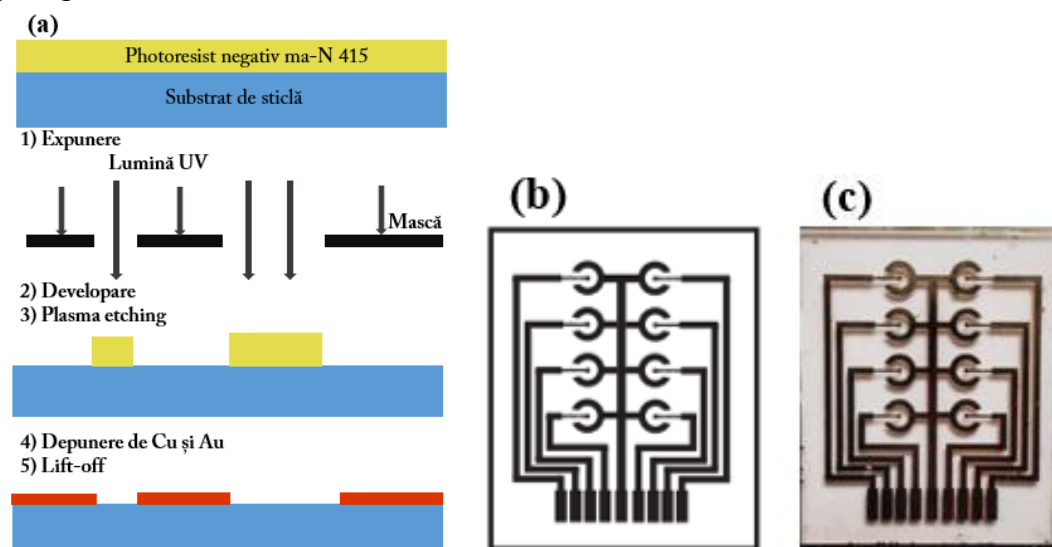 (a)
Photoresist negativ ma-N 415
Substrat de sticlă
1) Expunere
Lumină UV
Mască
2) Developare
3) Plasma etching
4) Depunere de Cu și Au
5) Lift-off
(b)
(c)